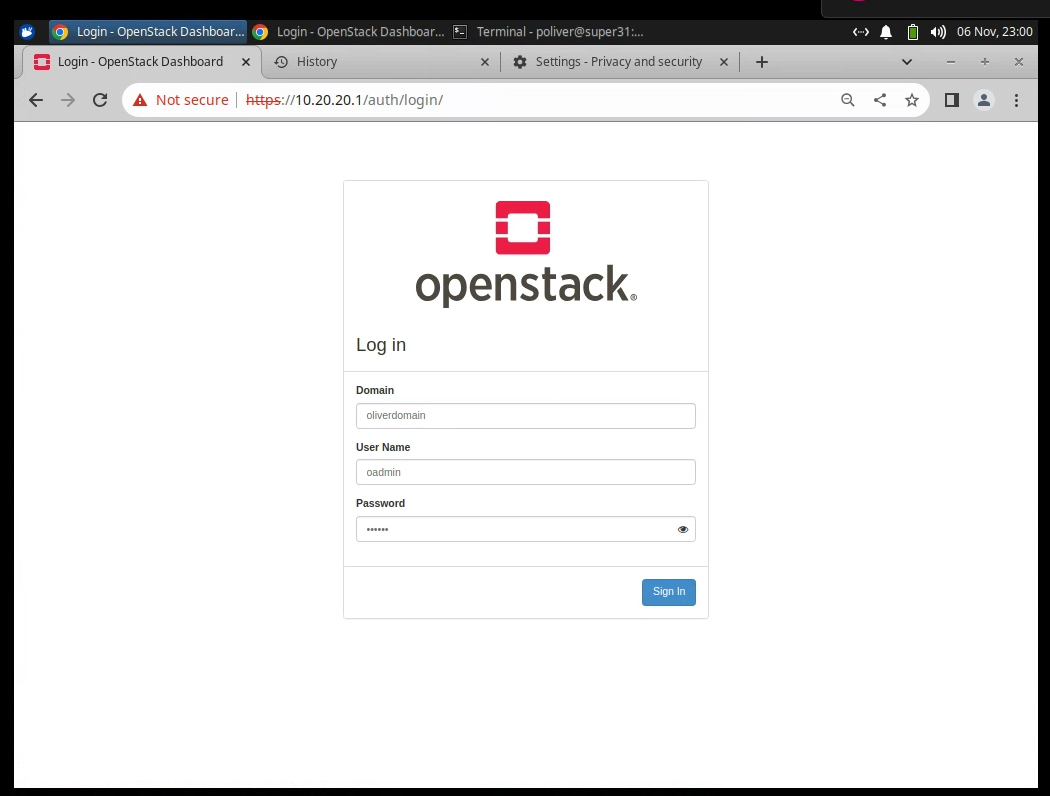 Login - OpenStack Dashboar... Login - OpenStack Dashboar... Terminal - poliver@super31:... 06 Nov, 23:00
Login - OpenStack Dashboard History Settings - Privacy and security
Not secure https://10.20.20.1/auth/login/
openstack®
Log in
Domain
oliverdomain
User Name
oadmin
Password
••••••
Sign In